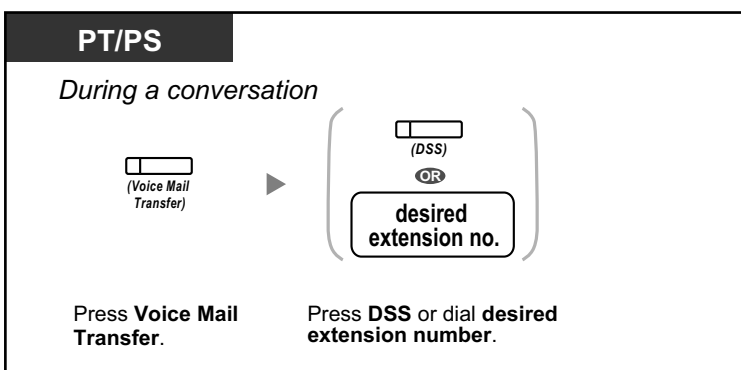 PT/PS
During a conversation
(DSS)
OR
(Voice Mail
Transfer)
desired
extension no.
Press Voice Mail
Transfer.
Press DSS or dial desired
extension number.